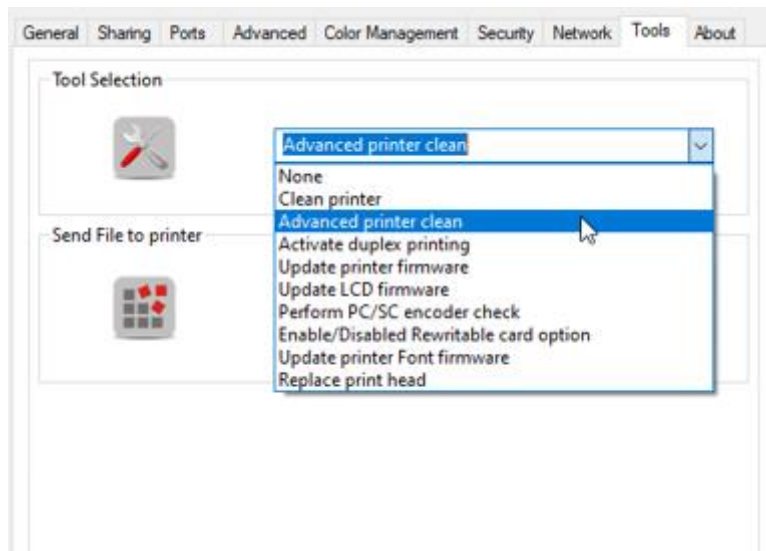 General Sharing Ports Advanced Color Management Security Network Tools About
Tool Selection
Advanced printer clean
None
Clean printer
Advanced printer clean
Activate duplex printing
Update printer firmware
Update LCD firmware
Perform PC/SC encoder check
Enable/Disabled Rewritable card option
Update printer Font firmware
Replace print head
Send File to printer